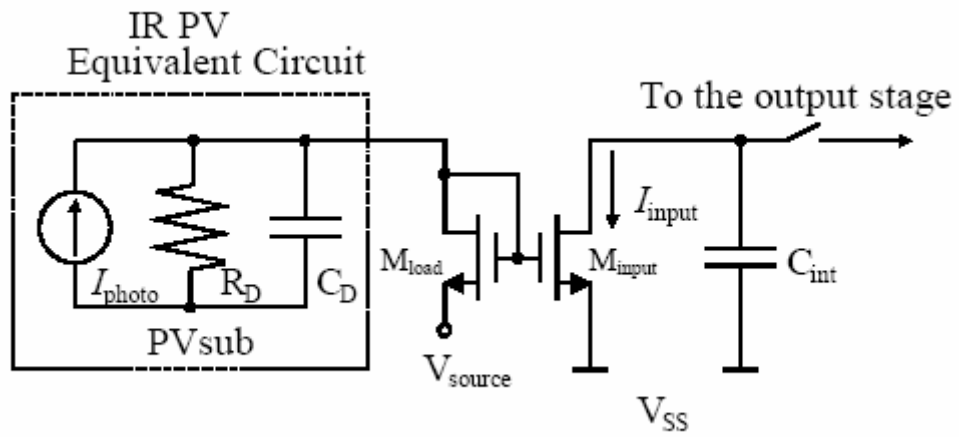 IR PV
Equivalent Circuit
To the output stage
I_photo
R_D
C_D
PVsub
M_load
V_source
M_input
I_input
C_int
V_SS